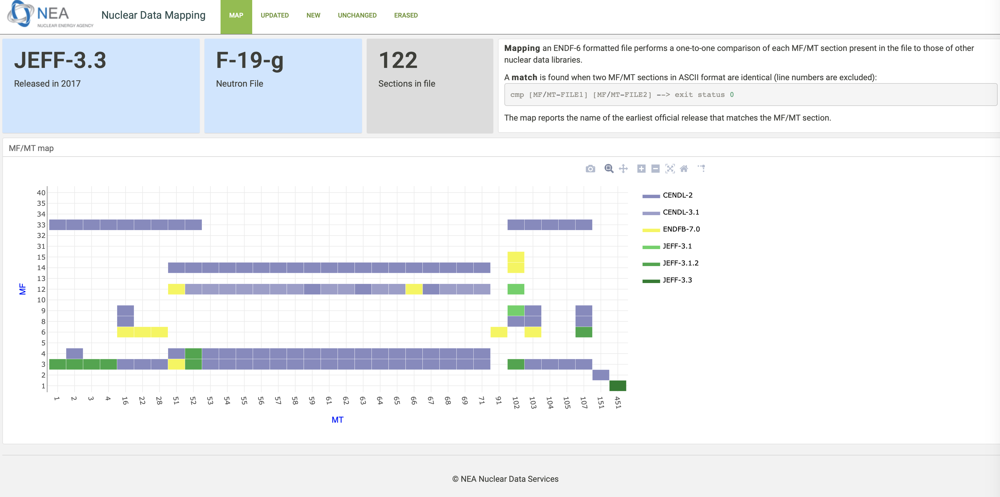 NEA
NUCLEAR ENERGY AGENCY
Nuclear Data Mapping
MAP
UPDATED
NEW
UNCHANGED
ERASED
JEFF-3.3
Released in 2017
F-19-g
Neutron File
122
Sections in file
Mapping an ENDF-6 formatted file performs a one-to-one comparison of each MF/MT section present in the file to those of other
nuclear data libraries.
A match is found when two MF/MT sections in ASCII format are identical (line numbers are excluded):
cmp [MF/MT-FILE1] [MF/MT-FILE2] --> exit status 0
The map reports the name of the earliest official release that matches the MF/MT section.
MF/MT map
40
35
34
33
32
31
15
14
13
12
10
9
8
6
5
4
3
2
1
MF
1
2
3
4
16
22
28
51
52
53
54
55
56
57
58
59
61
62
63
64
65
66
67
68
69
71
91
102
103
104
105
107
151
451
MT
CENDL-2
CENDL-3.1
ENDFB-7.0
JEFF-3.1
JEFF-3.1.2
JEFF-3.3
© NEA Nuclear Data Services